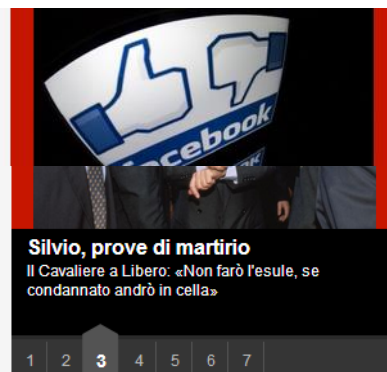 facebook
Silvio, prove di martirio
Il Cavaliere a Libero: «Non farò l'esule, se
condannato andrò in cella»
1 2 3 4 5 6 7